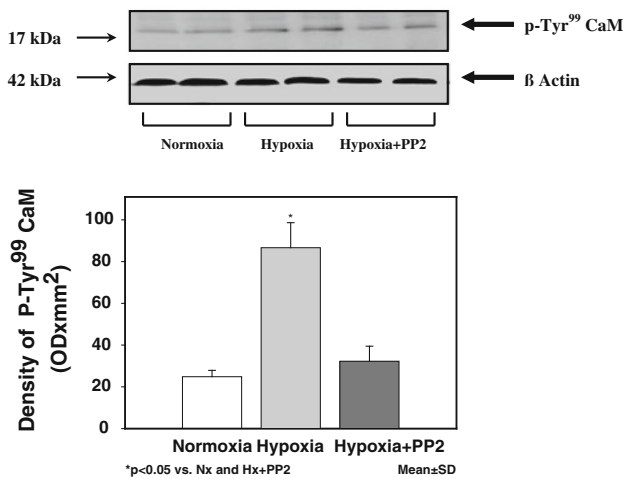 p-Tyr99 CaM
17 kDa
42 kDa
ß Actin
Normoxia Hypoxia Hypoxia+PP2
Density of P-Tyr99 CaM
(ODxmm2)
100
80
60
40
20
0
*
Normoxia Hypoxia Hypoxia+PP2
*p<0.05 vs. Nx and Hx+PP2 Mean±SD